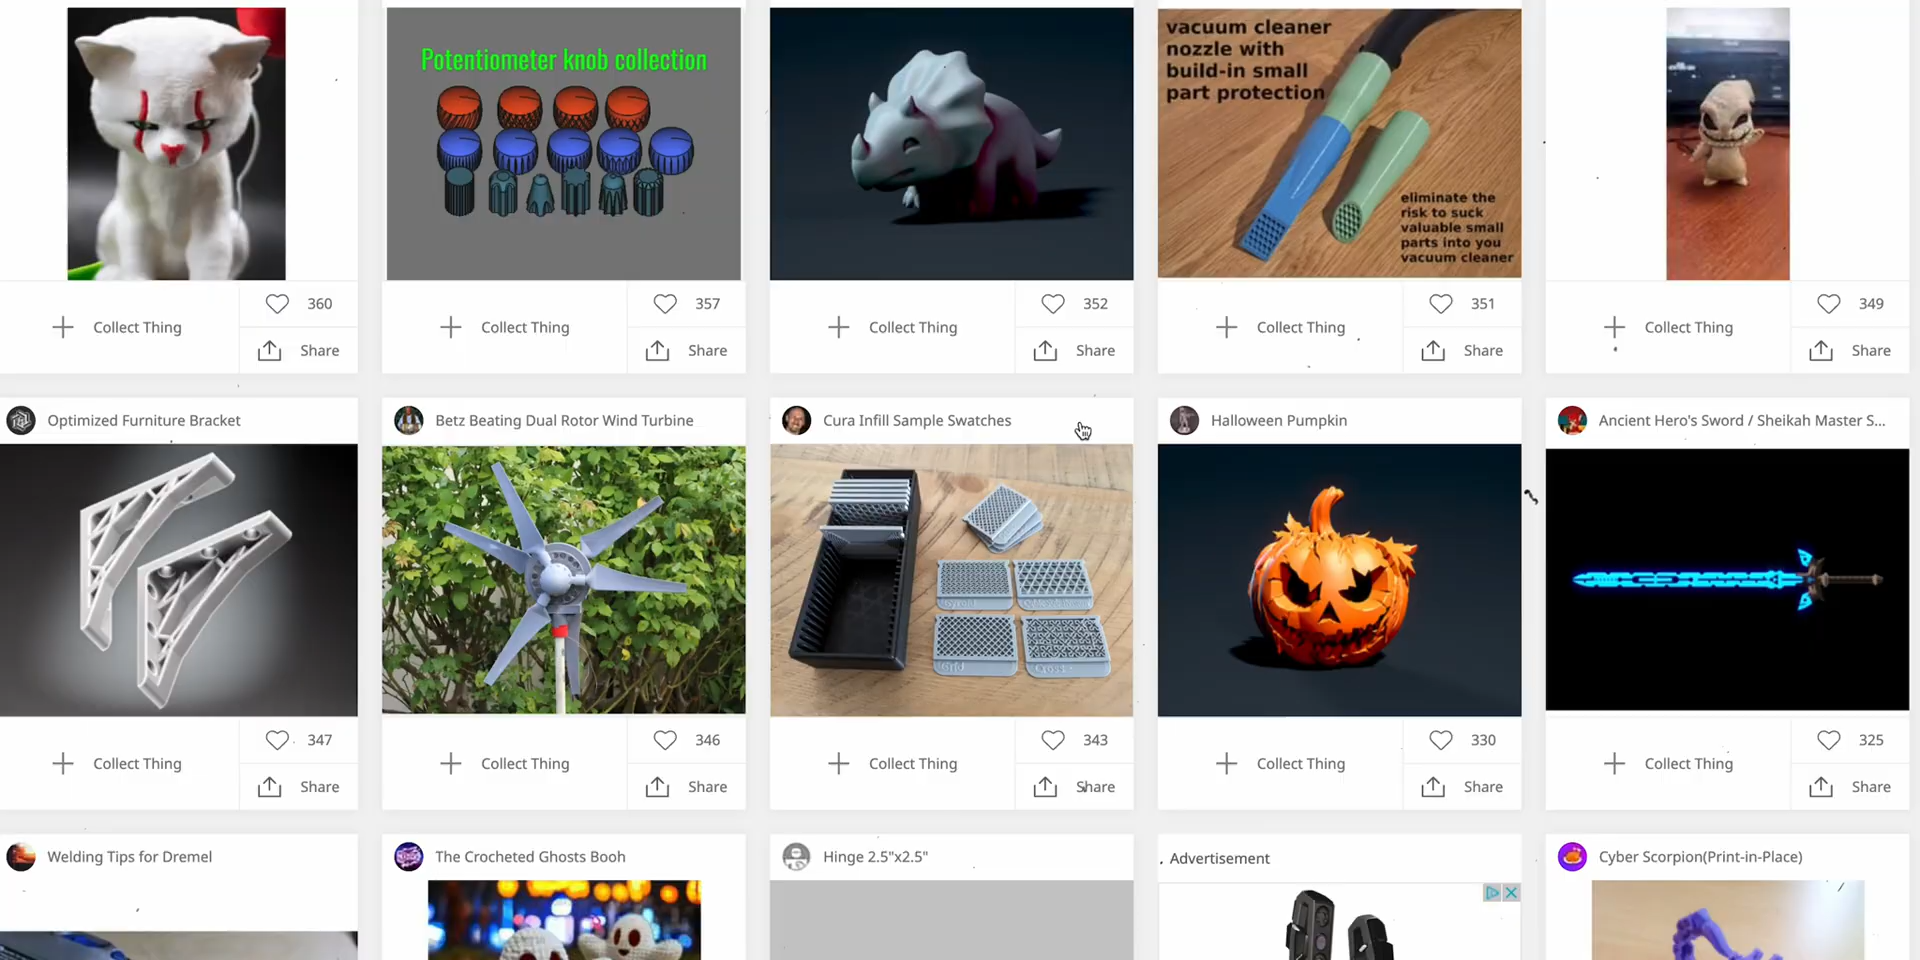 Potentiometer knob collection
vacuum cleaner
nozzle with
build-in small
part protection
eliminate the
risk to suck
valuable small
parts into you
vacuum cleaner
360
357
352
351
349
Collect Thing
Collect Thing
Collect Thing
Collect Thing
Collect Thing
Share
Share
Share
Share
Share
Optimized Furniture Bracket
Betz Beating Dual Rotor Wind Turbine
Cura Infill Sample Swatches
Halloween Pumpkin
Ancient Hero's Sword / Sheikah Master S...
Grid
Cross
347
346
343
330
325
Collect Thing
Collect Thing
Collect Thing
Collect Thing
Collect Thing
Share
Share
Share
Share
Share
Welding Tips for Dremel
The Crocheted Ghosts Booh
Hinge 2.5"x2.5"
Advertisement
Cyber Scorpion(Print-in-Place)